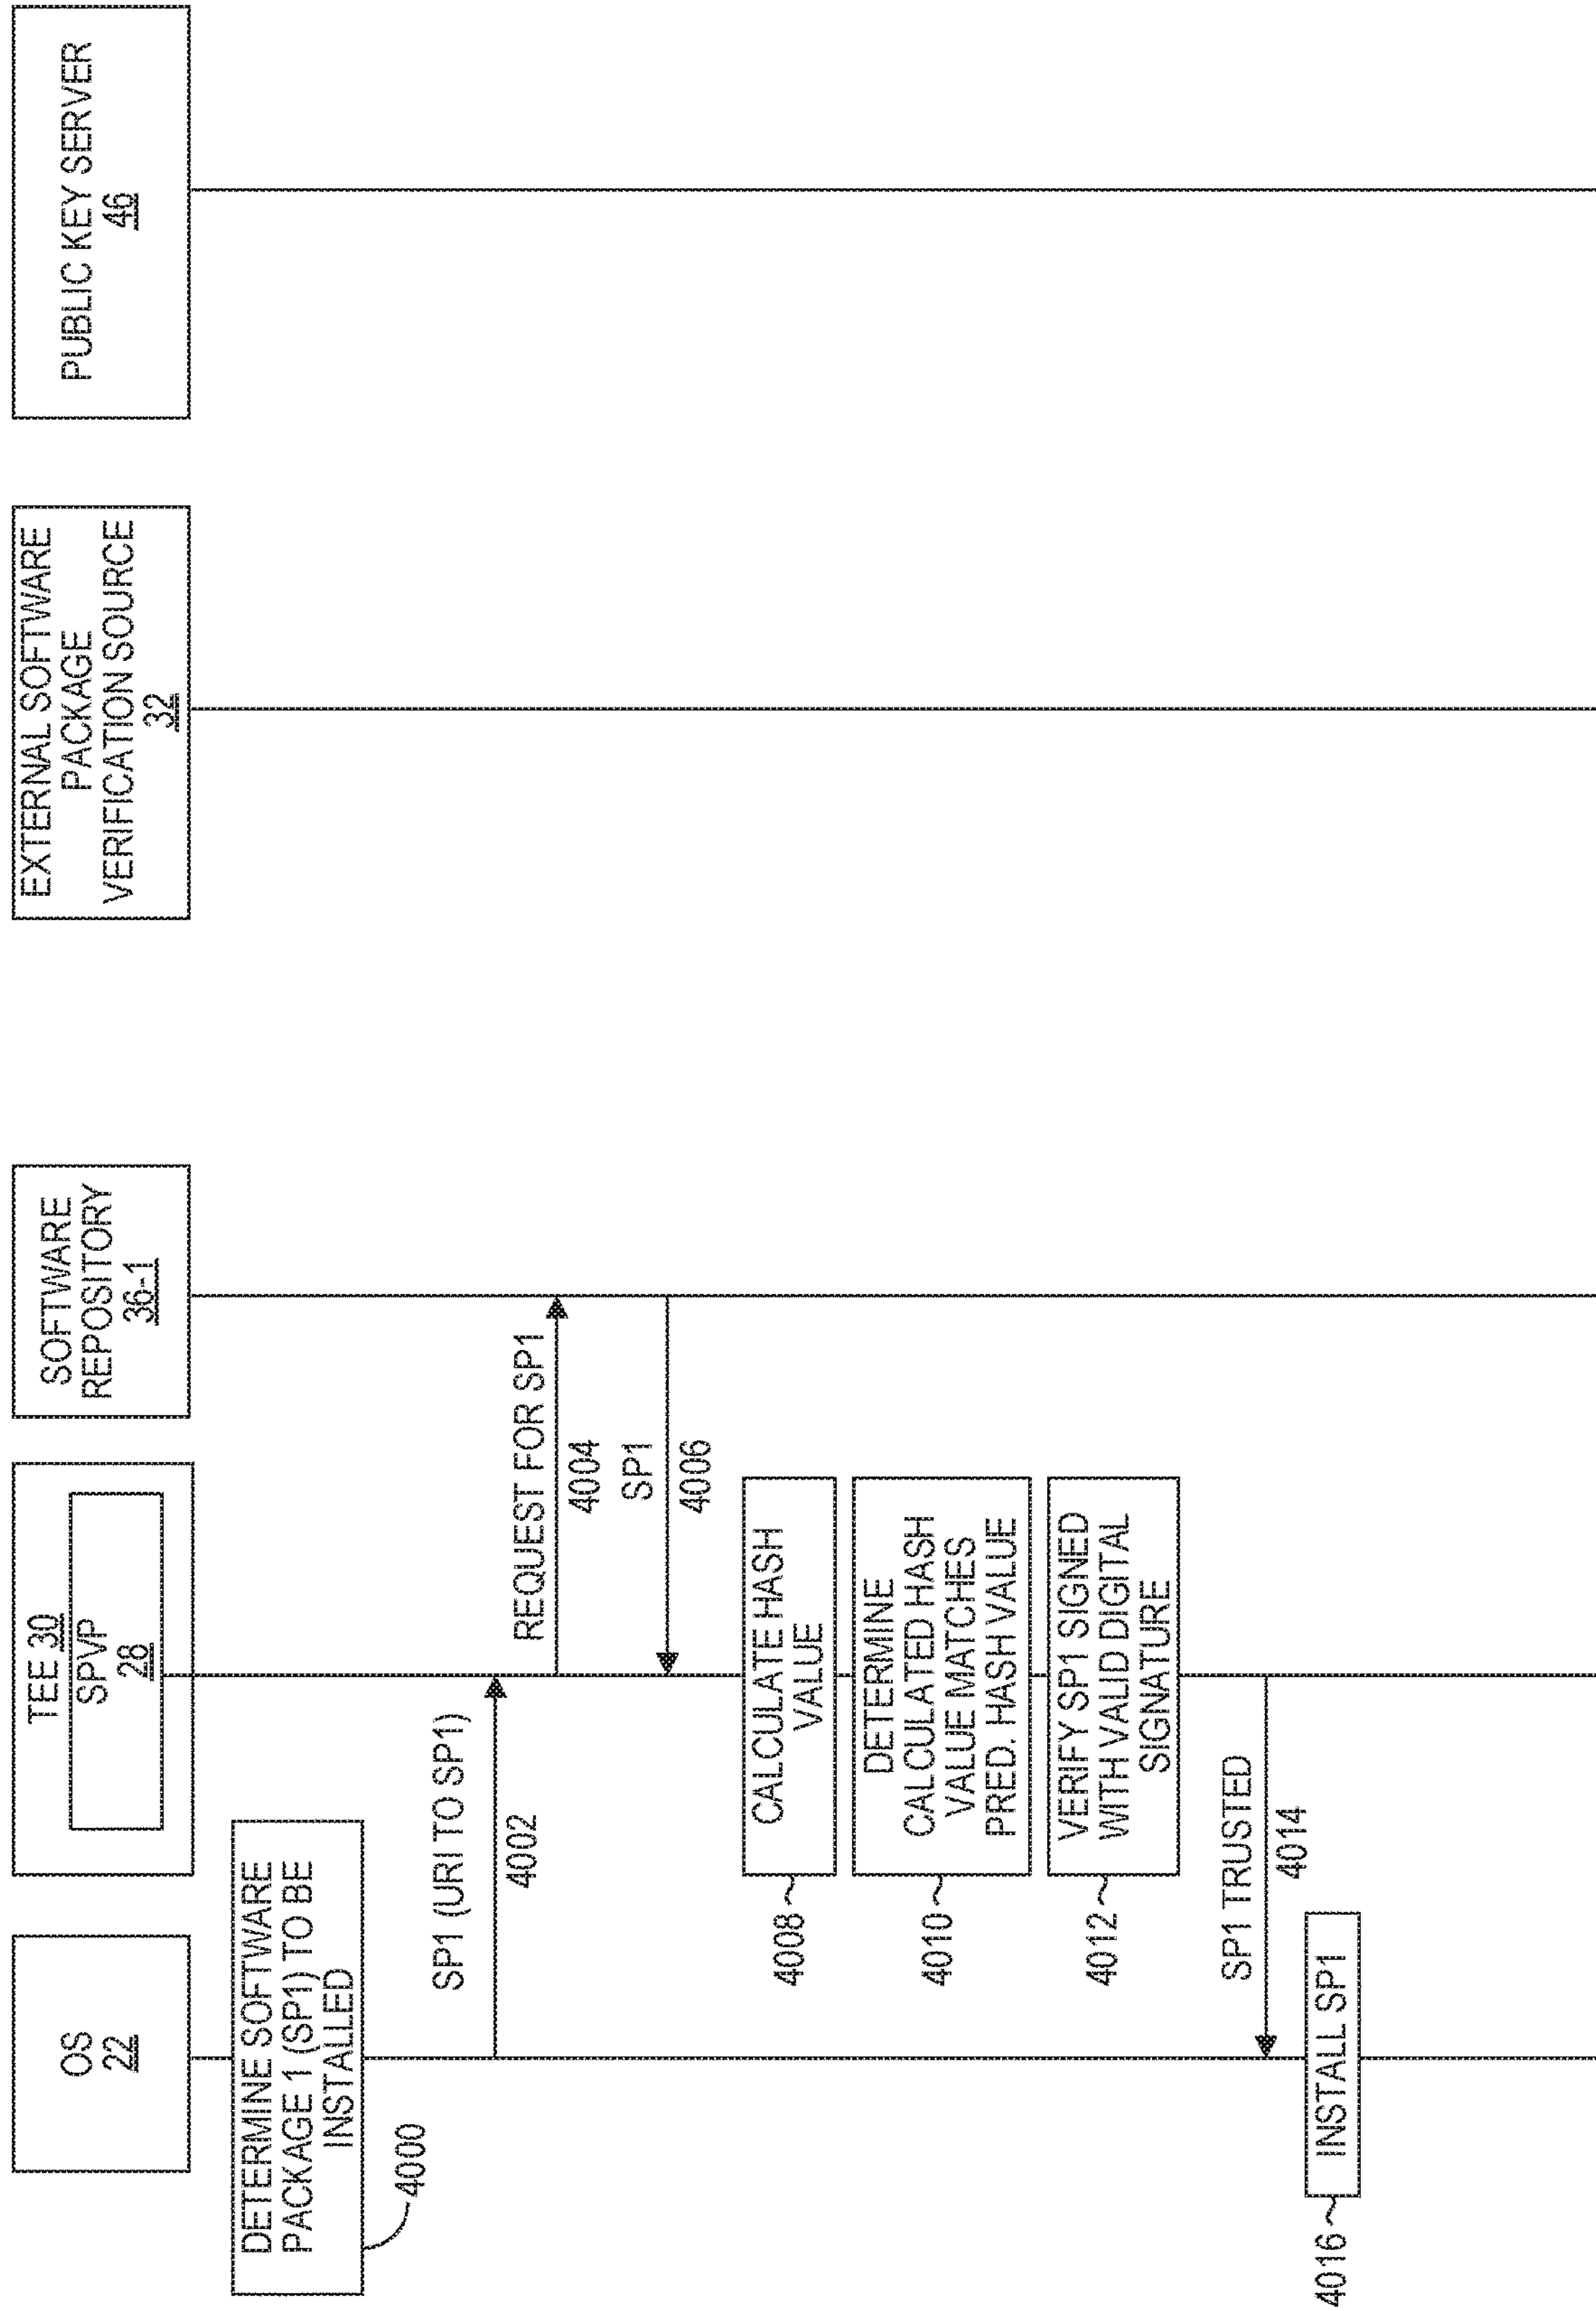 OS
22
TEE 30
SPVP
28
SOFTWARE
REPOSITORY
36-1
EXTERNAL SOFTWARE
PACKAGE
VERIFICATION SOURCE
32
PUBLIC KEY SERVER
46
DETERMINE SOFTWARE
PACKAGE 1 (SP1) TO BE
INSTALLED
4000
SP1 (URI TO SP1)
4002
REQUEST FOR SP1
4004
SP1
4006
4008
CALCULATE HASH
VALUE
4010
DETERMINE
CALCULATED HASH
VALUE MATCHES
PRED. HASH VALUE
4012
VERIFY SP1 SIGNED
WITH VALID DIGITAL
SIGNATURE
SP1 TRUSTED
4014
4016
INSTALL SP1